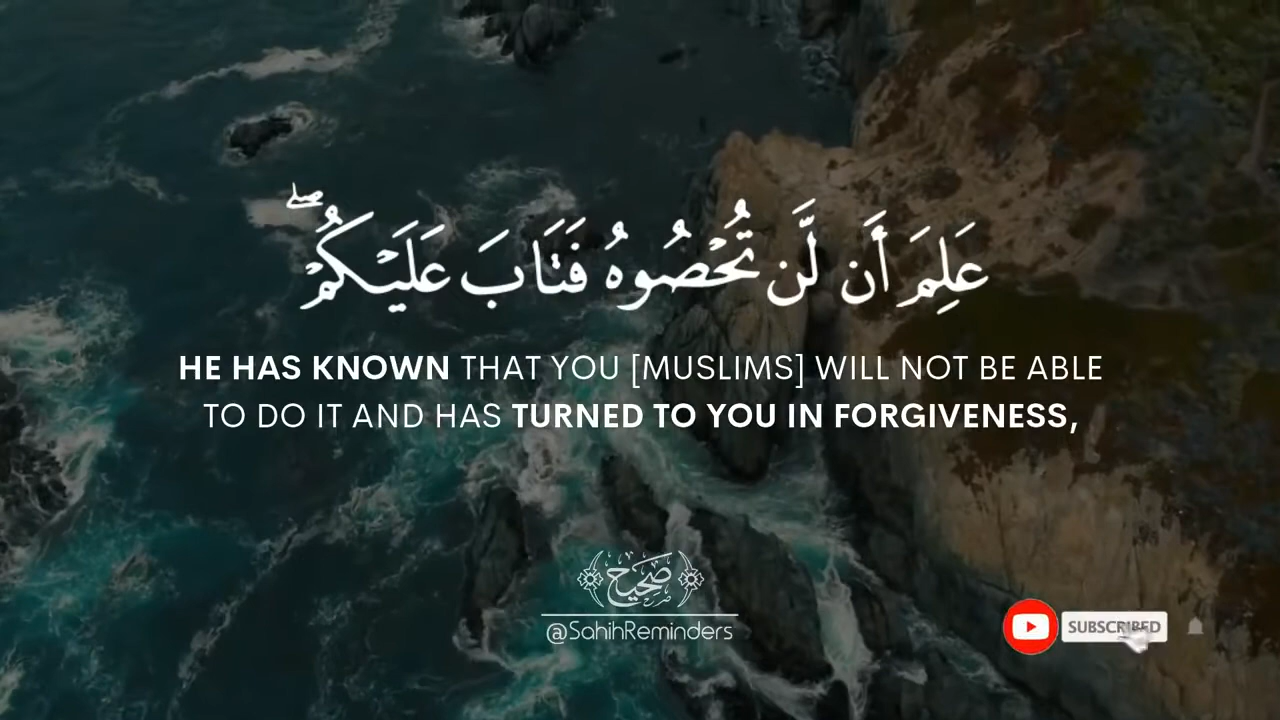 عَلِمَ أَن لَّن تُحْصُوهُ فَتَابَ عَلَيْكُمْ ۖ
HE HAS KNOWN THAT YOU [MUSLIMS] WILL NOT BE ABLE
TO DO IT AND HAS TURNED TO YOU IN FORGIVENESS,
صَحِيح
@SahihReminders
SUBSCRIBED